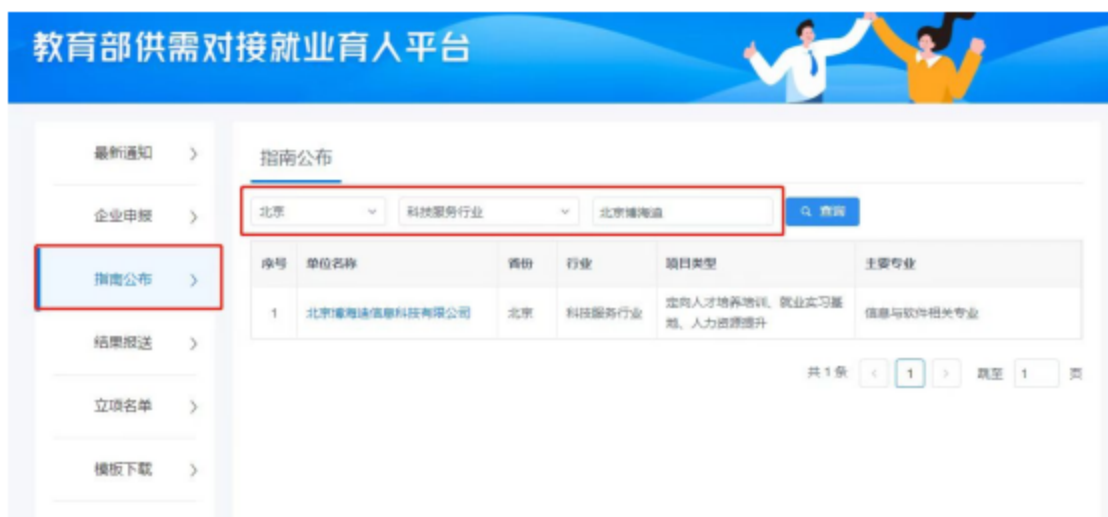 教育部供需对接就业育人平台
最新通知
企业申报
指南公布
结果报送
立项名单
模板下载
指南公布
北京 科技服务行业 北京博海迪 查询
序号 单位名称 省份 行业 项目类型 主要专业
1 北京博海迪信息科技有限公司 北京 科技服务行业 定向人才培养培训、就业实习基
地、人力资源提升 信息与软件相关专业
共 1 条 1 跳至 1 页